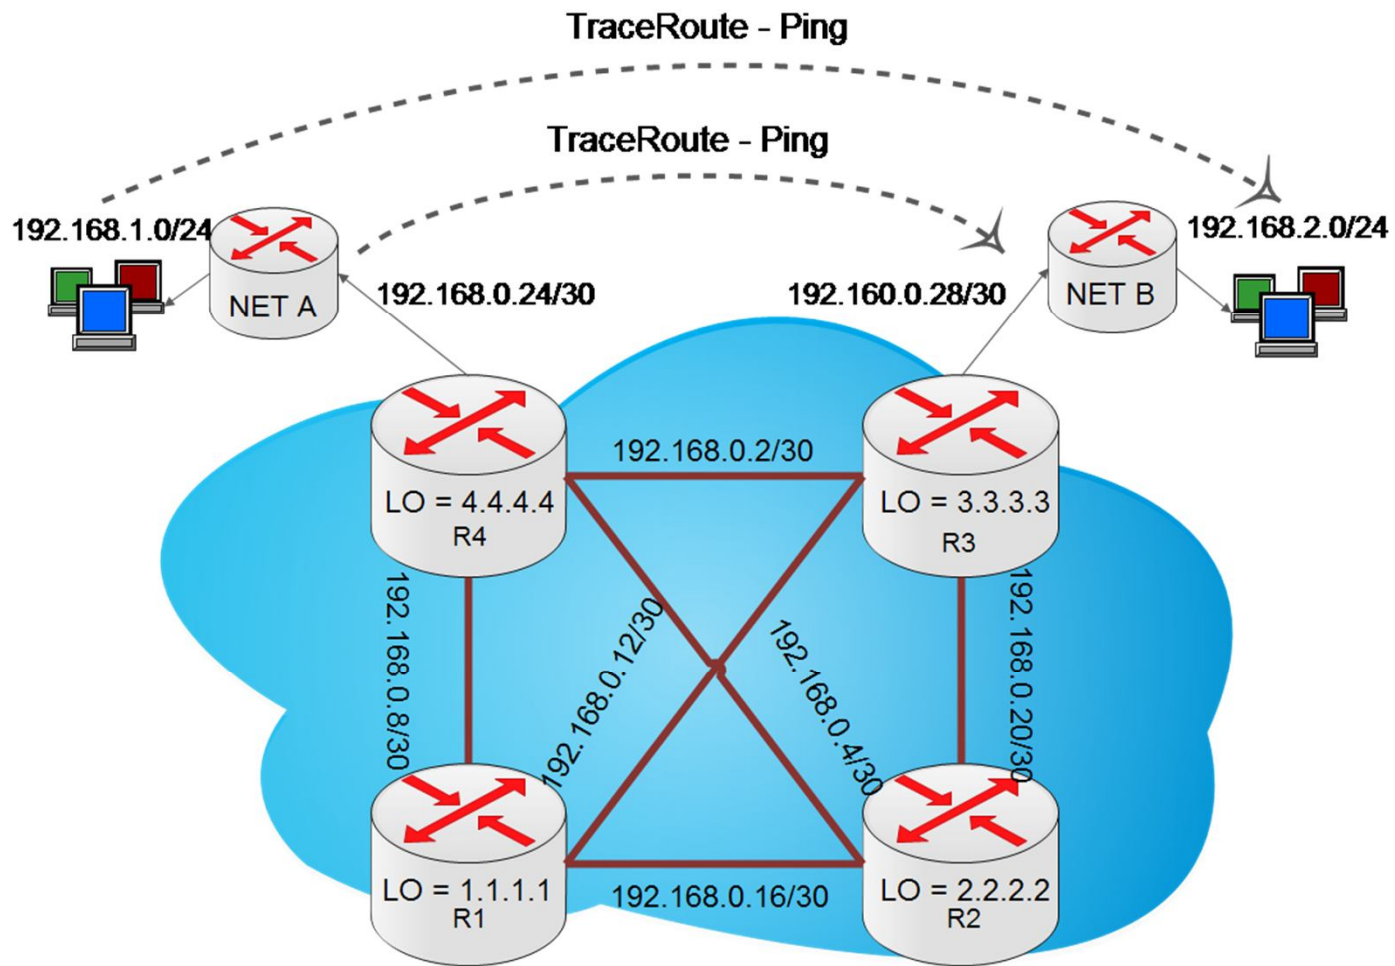 TraceRoute - Ping
TraceRoute - Ping
192.168.1.0/24
192.168.2.0/24
NET A
192.168.0.24/30
192.160.0.28/30
NET B
192.168.0.2/30
LO = 4.4.4.4
R4
LO = 3.3.3.3
R3
192.168.0.8/30
192.168.0.12/30
192.168.0.4/30
192.168.0.20/30
LO = 1.1.1.1
R1
192.168.0.16/30
LO = 2.2.2.2
R2